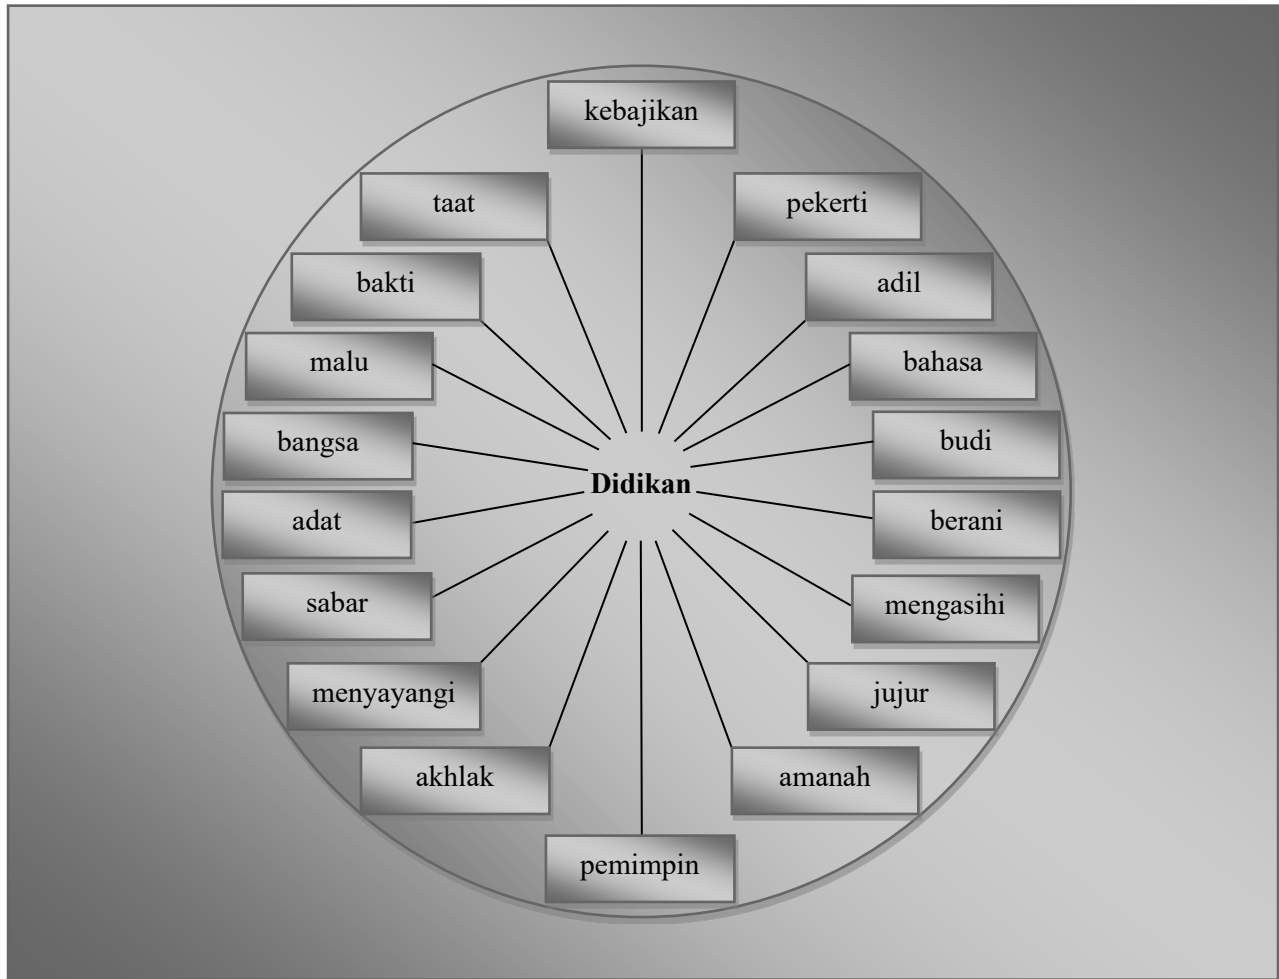 kebajikan
taat
pekerti
bakti
adil
malu
bahasa
bangsa
budi
Didikan
adat
berani
sabar
mengasihi
menyayangi
jujur
akhlak
amanah
pemimpin